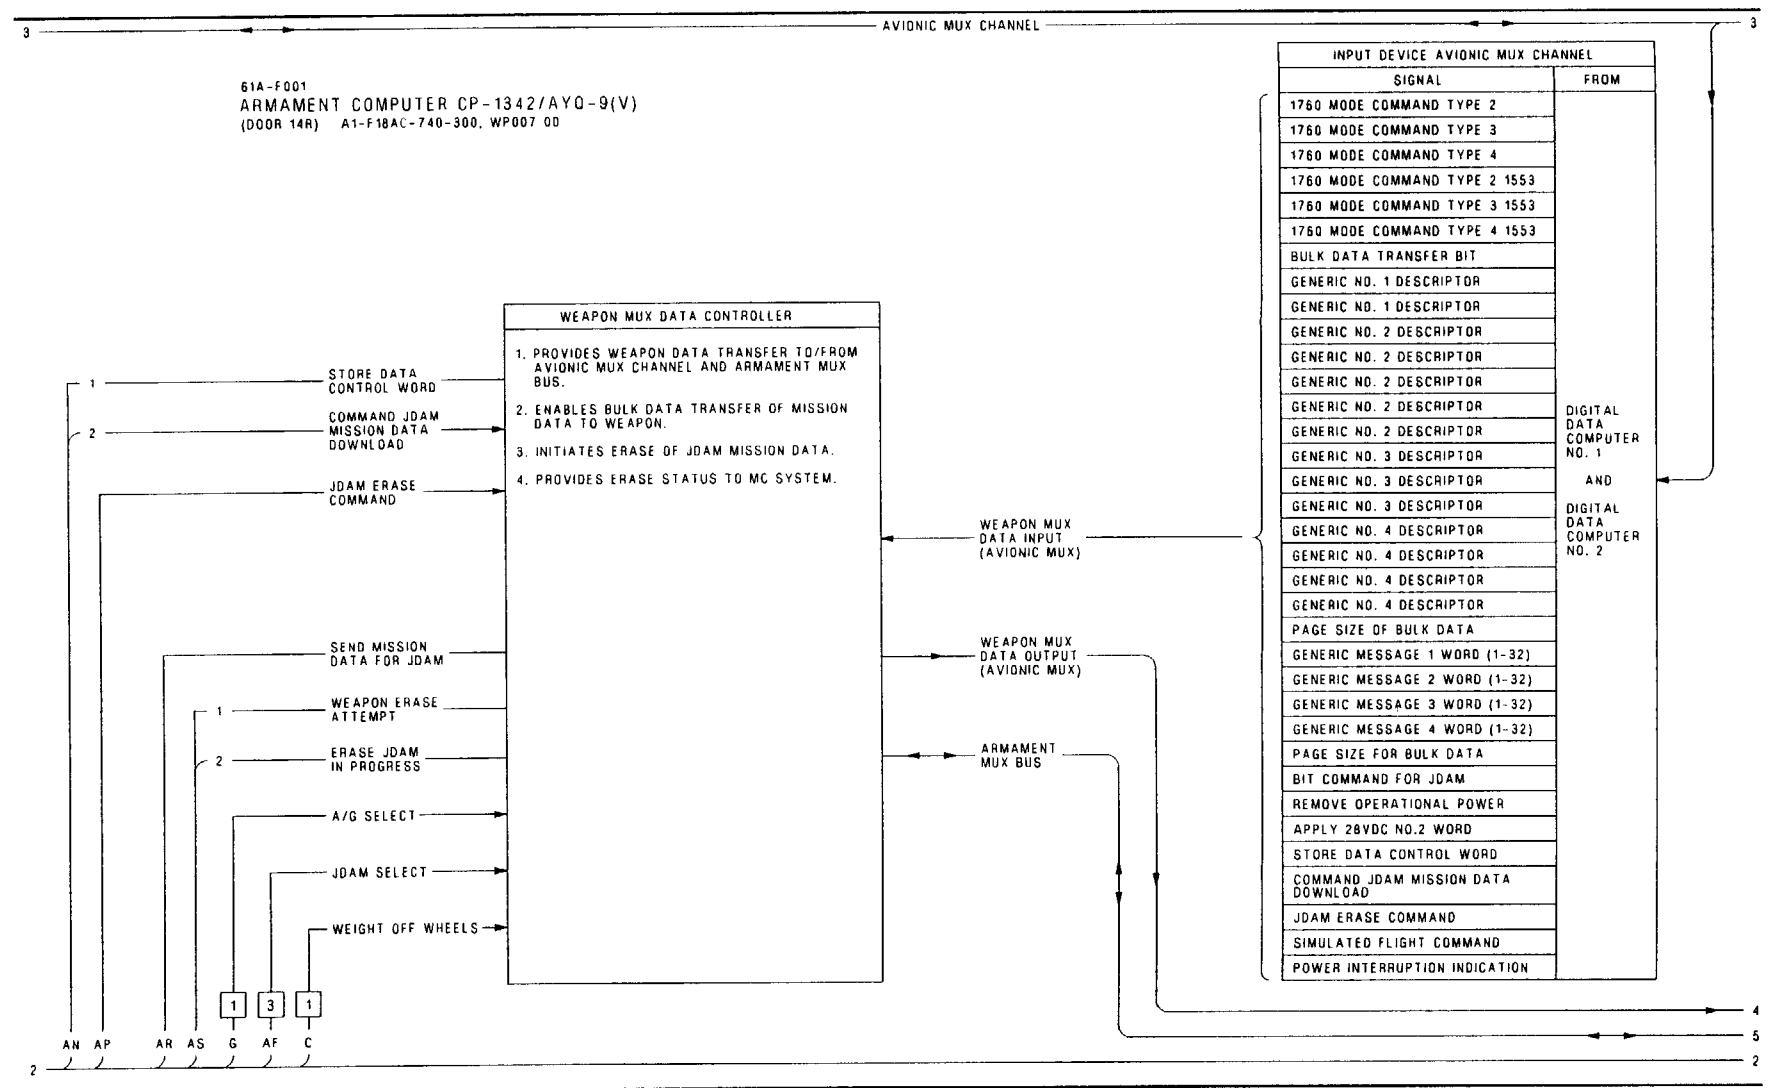 3 AVIONIC MUX CHANNEL 3
61A-F001
ARMAMENT COMPUTER CP-1342/AYQ-9(V)
(DOOR 14R) A1-F18AC-740-300, WP007 00
INPUT DEVICE AVIONIC MUX CHANNEL
SIGNAL FROM
1760 MODE COMMAND TYPE 2
1760 MODE COMMAND TYPE 3
1760 MODE COMMAND TYPE 4
1760 MODE COMMAND TYPE 2 1553
1760 MODE COMMAND TYPE 3 1553
1760 MODE COMMAND TYPE 4 1553
BULK DATA TRANSFER BIT
GENERIC NO. 1 DESCRIPTOR
GENERIC NO. 1 DESCRIPTOR
GENERIC NO. 2 DESCRIPTOR
GENERIC NO. 2 DESCRIPTOR
GENERIC NO. 2 DESCRIPTOR
GENERIC NO. 2 DESCRIPTOR
GENERIC NO. 2 DESCRIPTOR
GENERIC NO. 3 DESCRIPTOR
GENERIC NO. 3 DESCRIPTOR
GENERIC NO. 3 DESCRIPTOR
GENERIC NO. 4 DESCRIPTOR
GENERIC NO. 4 DESCRIPTOR
GENERIC NO. 4 DESCRIPTOR
GENERIC NO. 4 DESCRIPTOR
PAGE SIZE OF BULK DATA
GENERIC MESSAGE 1 WORD (1-32)
GENERIC MESSAGE 2 WORD (1-32)
GENERIC MESSAGE 3 WORD (1-32)
GENERIC MESSAGE 4 WORD (1-32)
PAGE SIZE FOR BULK DATA
BIT COMMAND FOR JDAM
REMOVE OPERATIONAL POWER
APPLY 28VDC NO.2 WORD
STORE DATA CONTROL WORD
COMMAND JDAM MISSION DATA
DOWNLOAD
JDAM ERASE COMMAND
SIMULATED FLIGHT COMMAND
POWER INTERRUPTION INDICATION
DIGITAL
DATA
COMPUTER
NO. 1
AND
DIGITAL
DATA
COMPUTER
NO. 2
WEAPON MUX DATA CONTROLLER
1. PROVIDES WEAPON DATA TRANSFER TO/FROM
AVIONIC MUX CHANNEL AND ARMAMENT MUX
BUS.
2. ENABLES BULK DATA TRANSFER OF MISSION
DATA TO WEAPON.
3. INITIATES ERASE OF JDAM MISSION DATA.
4. PROVIDES ERASE STATUS TO MC SYSTEM.
1 STORE DATA
CONTROL WORD
2 COMMAND JDAM
MISSION DATA
DOWNLOAD
JDAM ERASE
COMMAND
SEND MISSION
DATA FOR JDAM
1 WEAPON ERASE
ATTEMPT
2 ERASE JDAM
IN PROGRESS
A/G SELECT
JDAM SELECT
WEIGHT OFF WHEELS
WEAPON MUX
DATA INPUT
(AVIONIC MUX)
WEAPON MUX
DATA OUTPUT
(AVIONIC MUX)
ARMAMENT
MUX BUS
1 3 1
4
5
AN AP AR AS G AF C
2 2